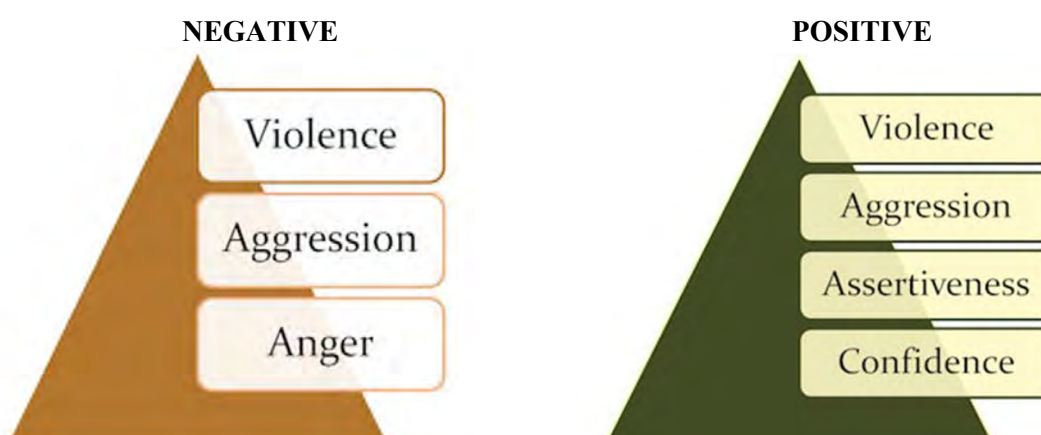 NEGATIVE
Violence
Aggression
Anger
POSITIVE
Violence
Aggression
Assertiveness
Confidence